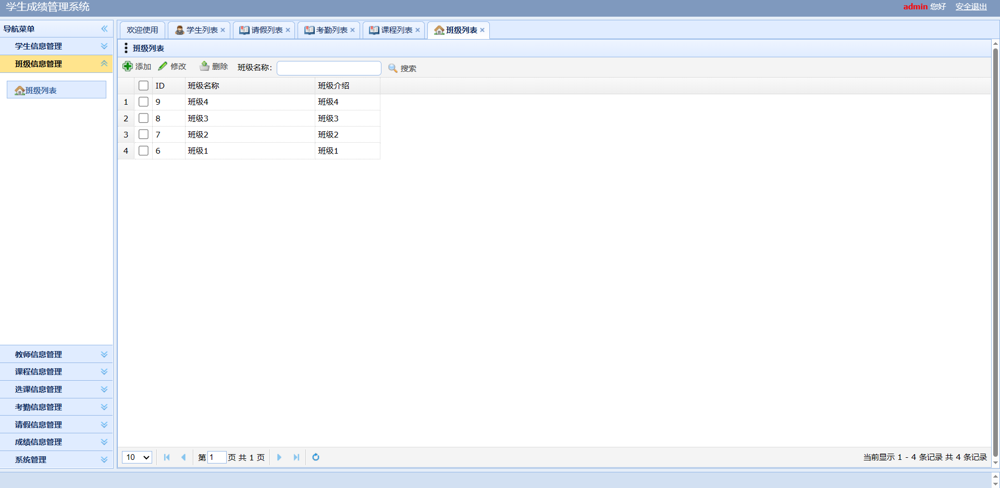 学生成绩管理系统
admin 您好 安全退出
导航菜单
欢迎使用 学生列表 请假列表 考勤列表 课程列表 班级列表
学生信息管理
班级列表
班级信息管理
添加 修改 删除 班级名称： 搜索
班级列表
ID 班级名称 班级介绍
1 9 班级4 班级4
2 8 班级3 班级3
3 7 班级2 班级2
4 6 班级1 班级1
教师信息管理
课程信息管理
选课信息管理
考勤信息管理
请假信息管理
成绩信息管理
系统管理
10 第 1 页 共 1 页 当前显示 1 - 4 条记录 共 4 条记录